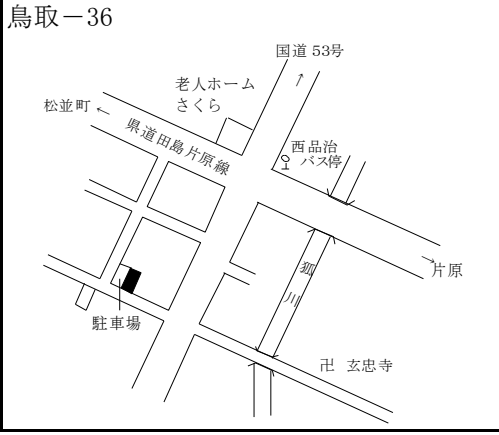 鳥取－36
国道 53号
↑
老人ホーム
さくら
松並町 ←
県道田島片原線
西品治
バス停
→
片原
狐
川
駐車場
卍 玄忠寺